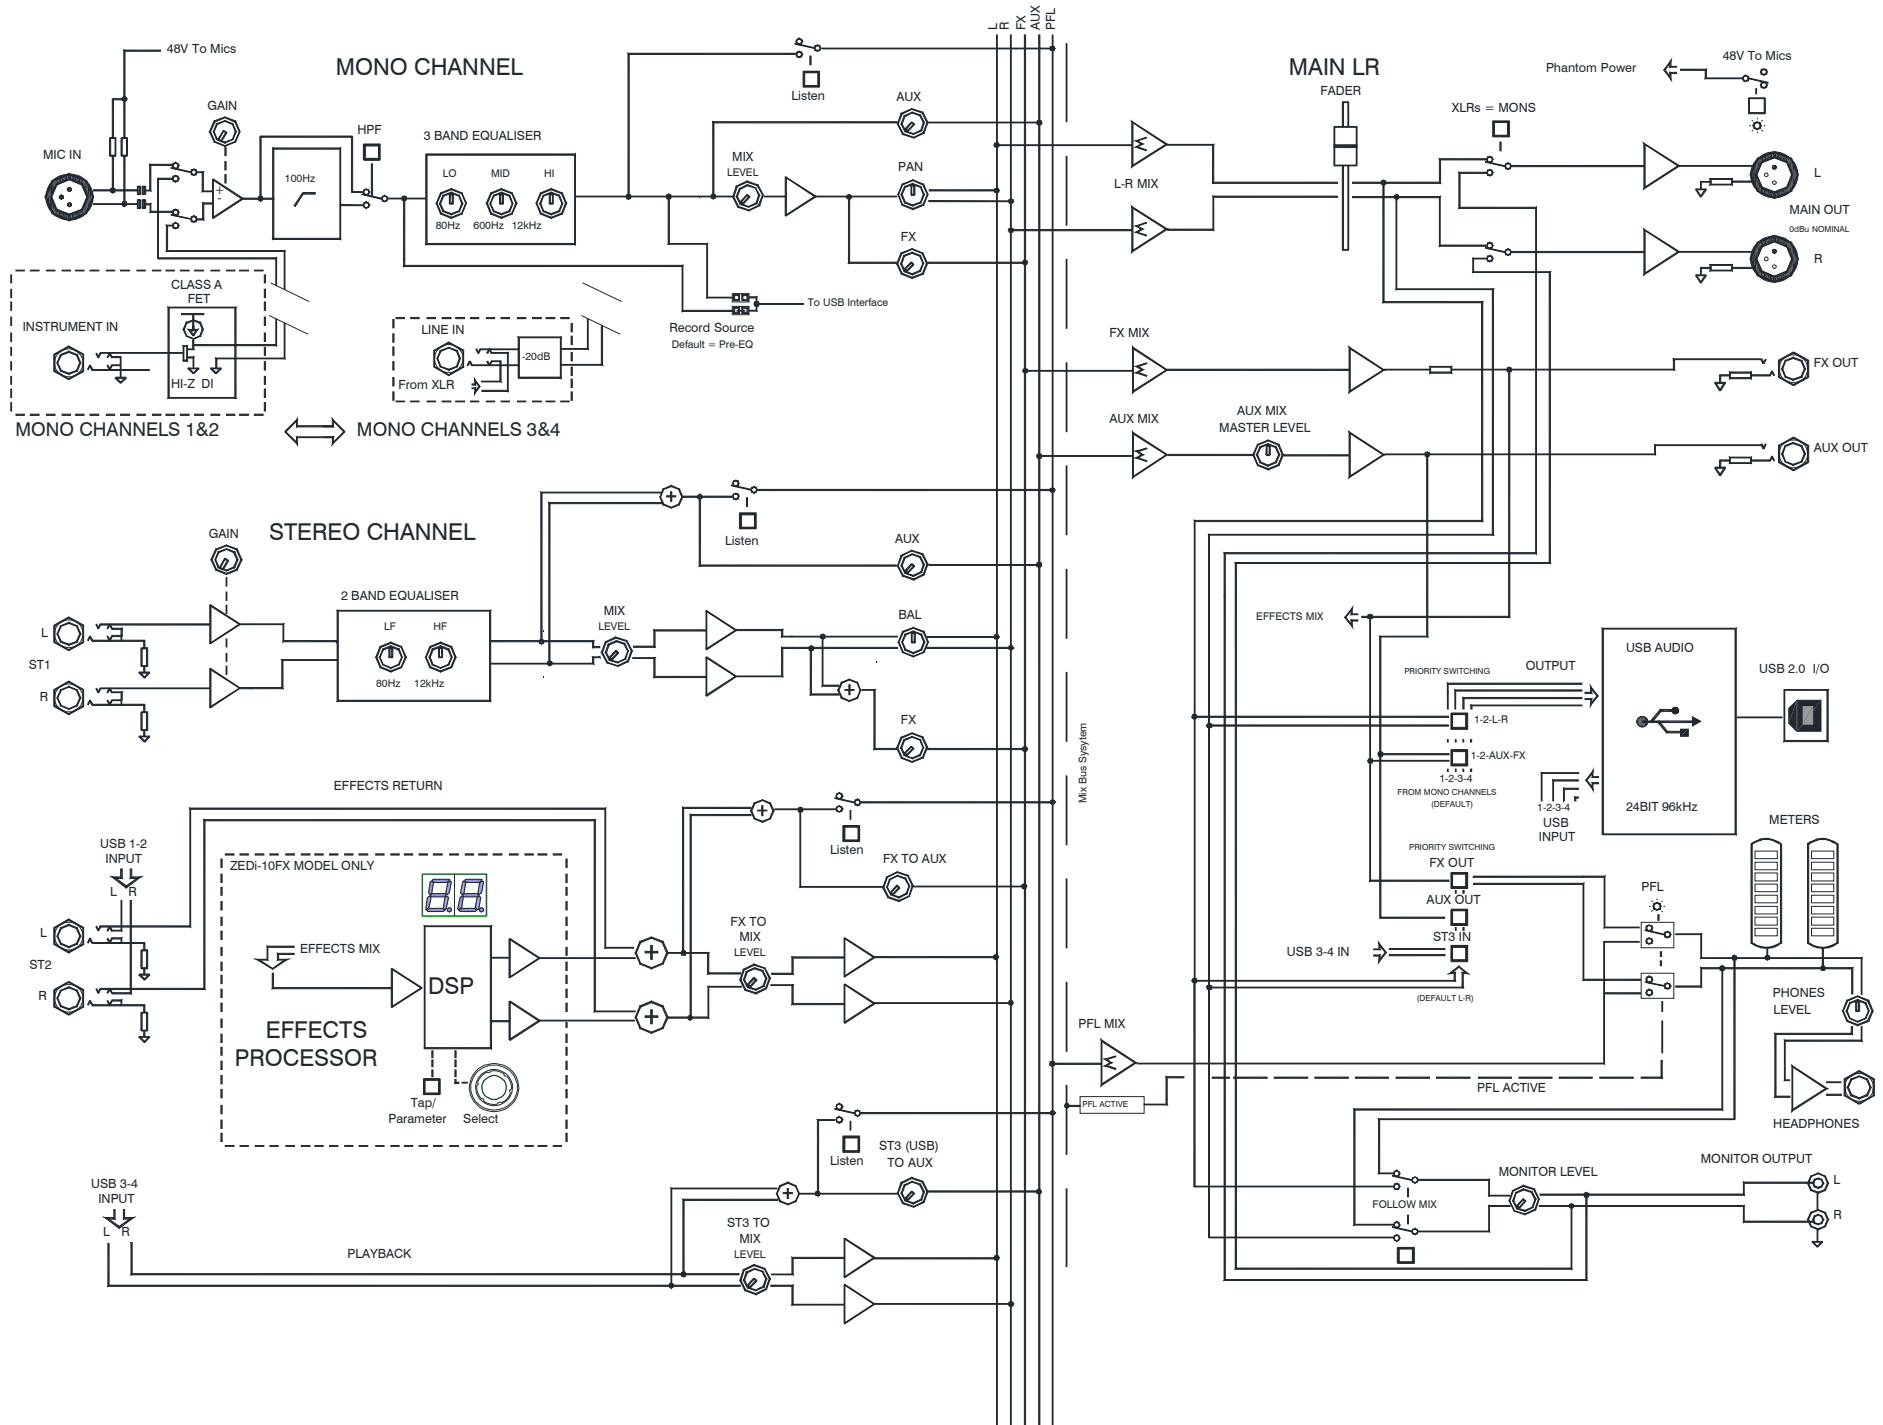 L
R
FX
AUX
PFL
48V To Mics
MONO CHANNEL
GAIN
HPF
3 BAND EQUALISER
Listen
AUX
MIC IN
100Hz
LO
MID
HI
80Hz
600Hz
12kHz
MIX
LEVEL
PAN
FX
+
-
CLASS A
FET
INSTRUMENT IN
HI-Z DI
LINE IN
-20dB
From XLR
To USB Interface
Record Source
Default = Pre-EQ
MONO CHANNELS 1&2
MONO CHANNELS 3&4
STEREO CHANNEL
GAIN
2 BAND EQUALISER
LF
HF
80Hz
12kHz
L
ST1
R
+
Listen
AUX
MIX
LEVEL
BAL
+
FX
EFFECTS RETURN
USB 1-2
INPUT
L R
L
ST2
R
ZEDi-10FX MODEL ONLY
88
EFFECTS MIX
DSP
EFFECTS
PROCESSOR
Tap/
Parameter
Select
+
+
+
Listen
FX TO AUX
FX TO
MIX
LEVEL
Listen
ST3 (USB)
TO AUX
USB 3-4
INPUT
L R
PLAYBACK
+
ST3 TO
MIX
LEVEL
Mix Bus Sysytem
MAIN LR
FADER
L-R MIX
XLRs = MONS
Phantom Power
48V To Mics
L
MAIN OUT
0dBu NOMINAL
R
FX MIX
FX OUT
AUX MIX
AUX MIX
MASTER LEVEL
AUX OUT
EFFECTS MIX
PRIORITY SWITCHING
OUTPUT
USB AUDIO
USB 2.0 I/O
1-2-L-R
1-2-AUX-FX
1-2-3-4
FROM MONO CHANNELS
(DEFAULT)
1-2-3-4
USB
INPUT
24BIT 96kHz
METERS
PRIORITY SWITCHING
FX OUT
AUX OUT
ST3 IN
USB 3-4 IN
(DEFAULT L-R)
PFL
PHONES
LEVEL
HEADPHONES
PFL MIX
PFL ACTIVE
PFL ACTIVE
FOLLOW MIX
MONITOR LEVEL
MONITOR OUTPUT
L
R